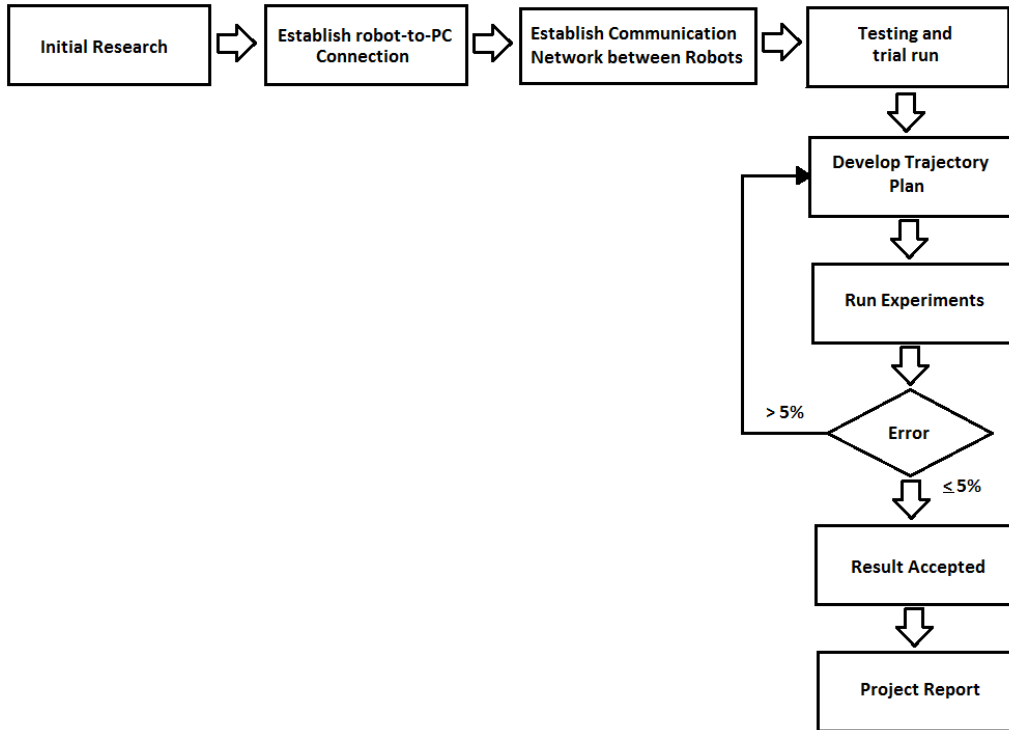 Initial Research
Establish robot-to-PC
Connection
Establish Communication
Network between Robots
Testing and
trial run
Develop Trajectory
Plan
Run Experiments
> 5%
Error
≤ 5%
Result Accepted
Project Report